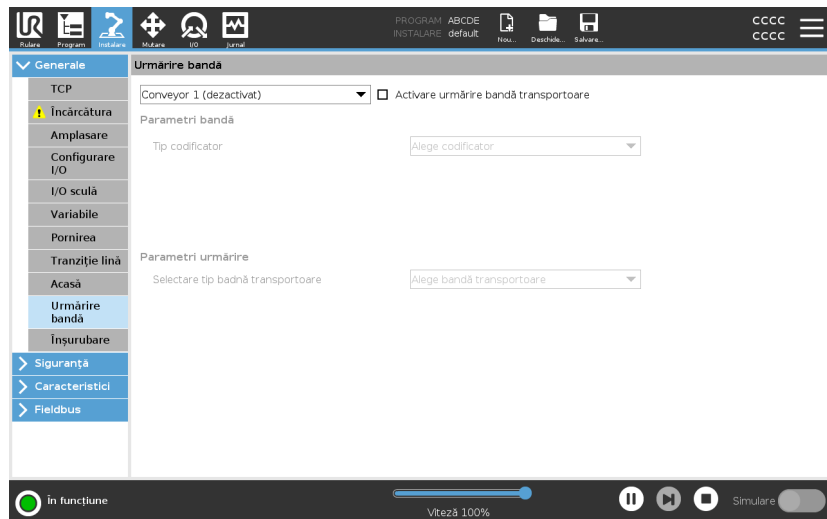 UR
Rulare
Program
Instalare
Mutare
I/O
Jurnal
PROGRAM ABCDE
INSTALARE default
Nou...
Deschide...
Salvare...
cccc
cccc
Generale
TCP
Încărcătura
Amplasare
Configurare
I/O
I/O sculă
Variabile
Pornirea
Tranziție lină
Acasă
Urmărire
bandă
Înșurubare
Siguranță
Caracteristici
Fieldbus
Urmărire bandă
Conveyor 1 (dezactivat)
Activare urmărire bandă transportoare
Parametri bandă
Tip codificator
Alege codificator
Parametri urmărire
Selectare tip badnă transportoare
Alege bandă transportoare
În funcțiune
Viteză 100%
Simulare